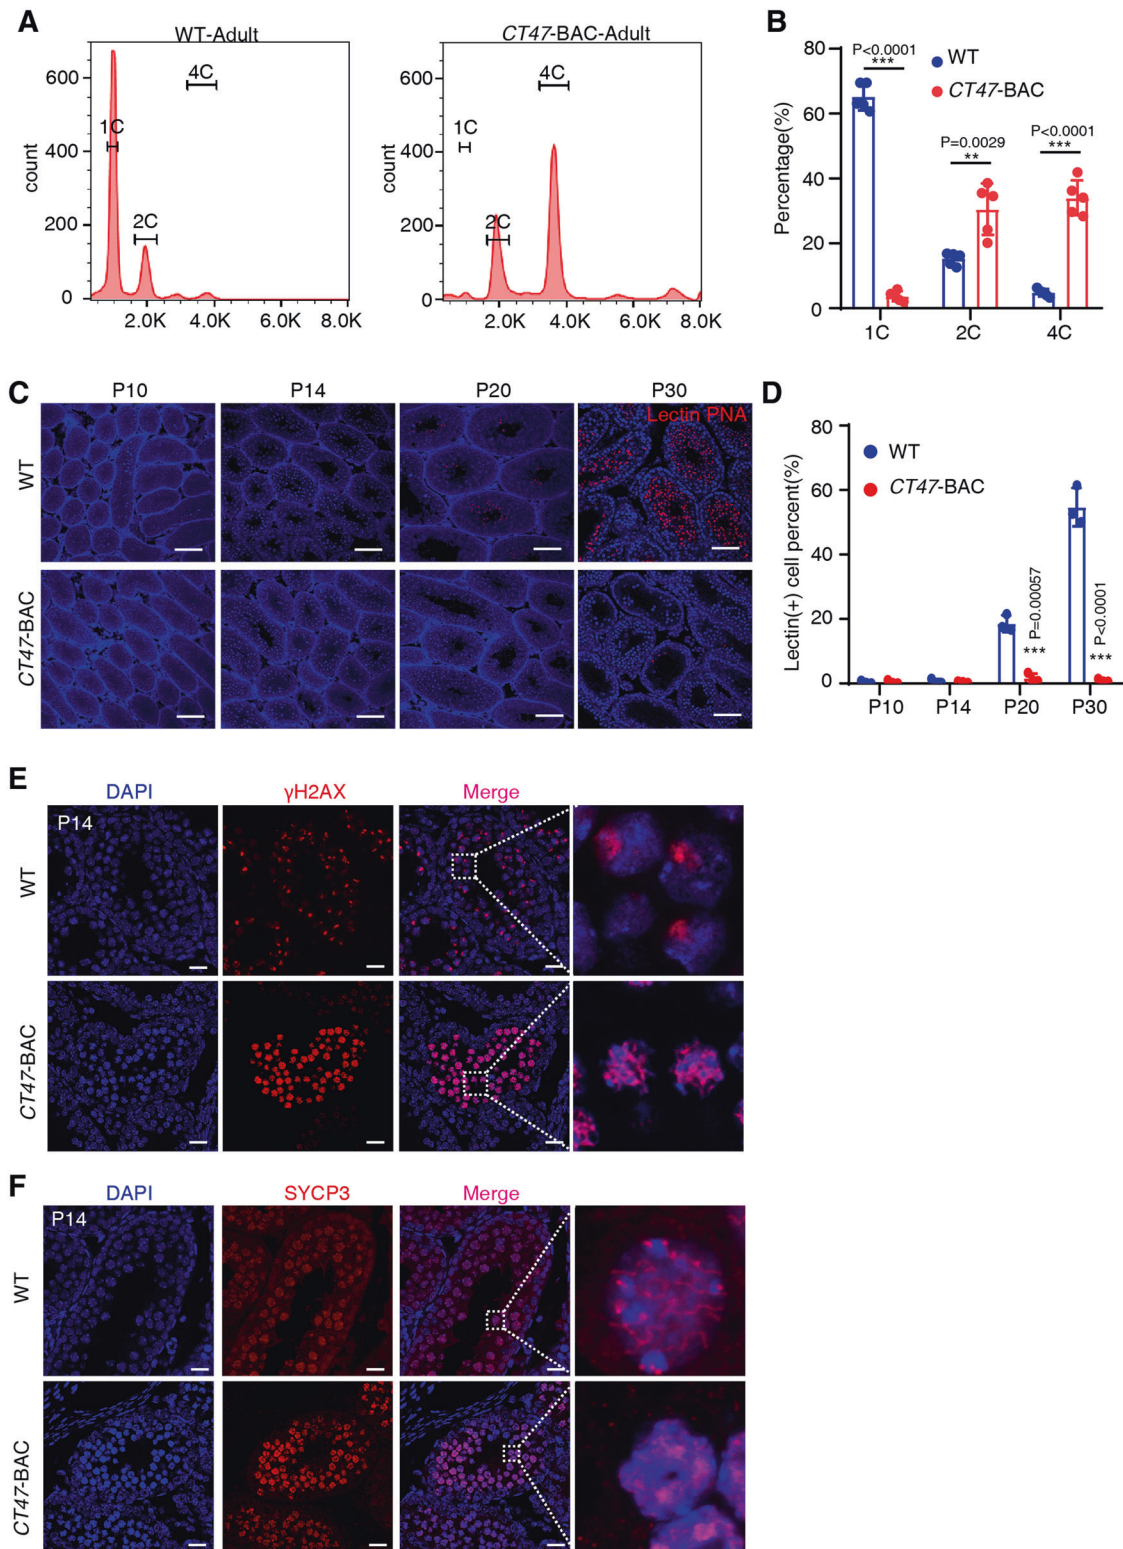 A
WT-Adult
CT47-BAC-Adult
count
600
400
200
0
1C
2C
4C
2.0K 4.0K 6.0K 8.0K
count
600
400
200
0
1C
2C
4C
2.0K 4.0K 6.0K 8.0K
B
Percentage(%)
80
60
40
20
0
P<0.0001
***
WT
CT47-BAC
P=0.0029
**
P<0.0001
***
1C 2C 4C
C
P10 P14 P20 P30
Lectin PNA
WT
CT47-BAC
D
Lectin(+) cell percent(%)
80
60
40
20
0
WT
CT47-BAC
P=0.00057
***
P<0.0001
***
P10 P14 P20 P30
E
DAPI γH2AX Merge
P14
WT
CT47-BAC
F
DAPI SYCP3 Merge
P14
WT
CT47-BAC